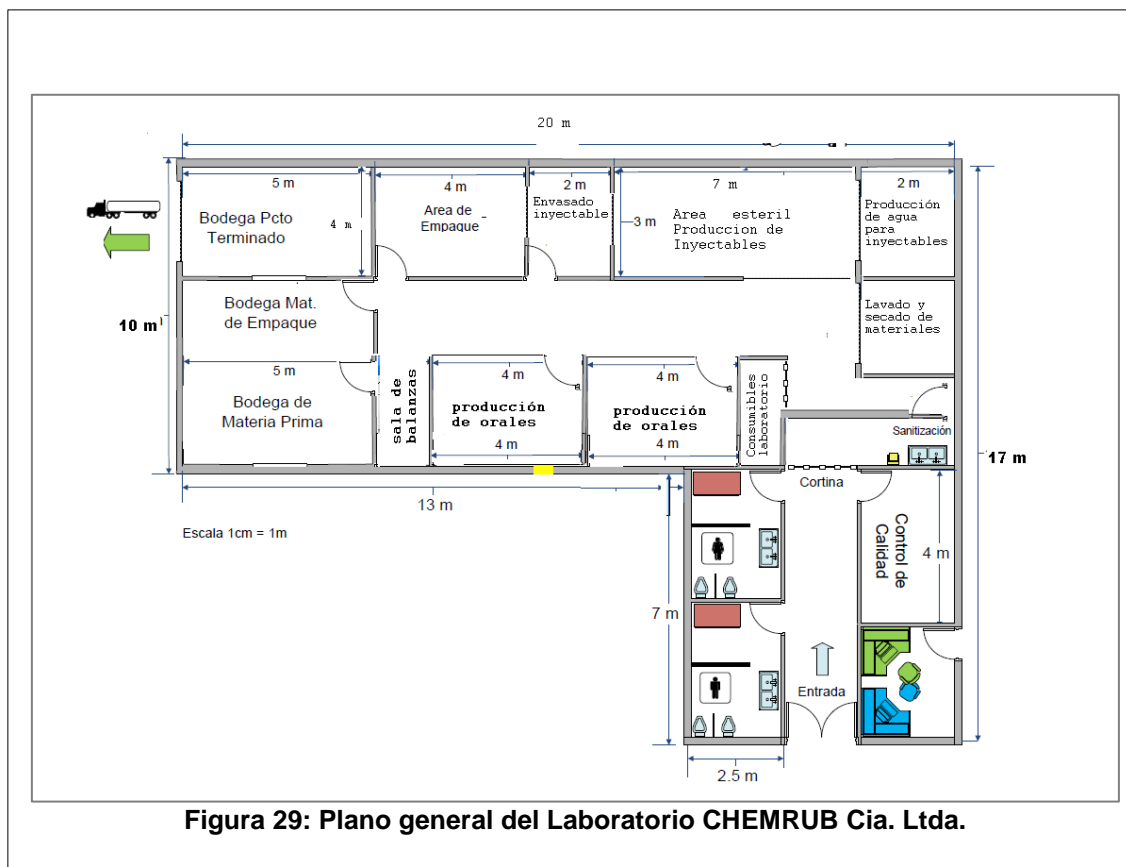 20 m
5 m
4 m
2 m
7 m
2 m
Bodega Pcto
Terminado
4 m
Area de
Empaque
Envasado
inyectable
3 m
Area esteril
Produccion de
Inyectables
Producción
de agua
para
inyectables
10 m
Bodega Mat.
de Empaque
Lavado y
secado de
materiales
5 m
Bodega de
Materia Prima
sala de
balanzas
4 m
producción
de orales
4 m
4 m
producción
de orales
4 m
Consumibles
laboratorio
Sanitización
17 m
Cortina
13 m
Escala 1cm = 1m
Control de
Calidad
4 m
7 m
Entrada
2.5 m
Figura 29: Plano general del Laboratorio CHEMRUB Cia. Ltda.